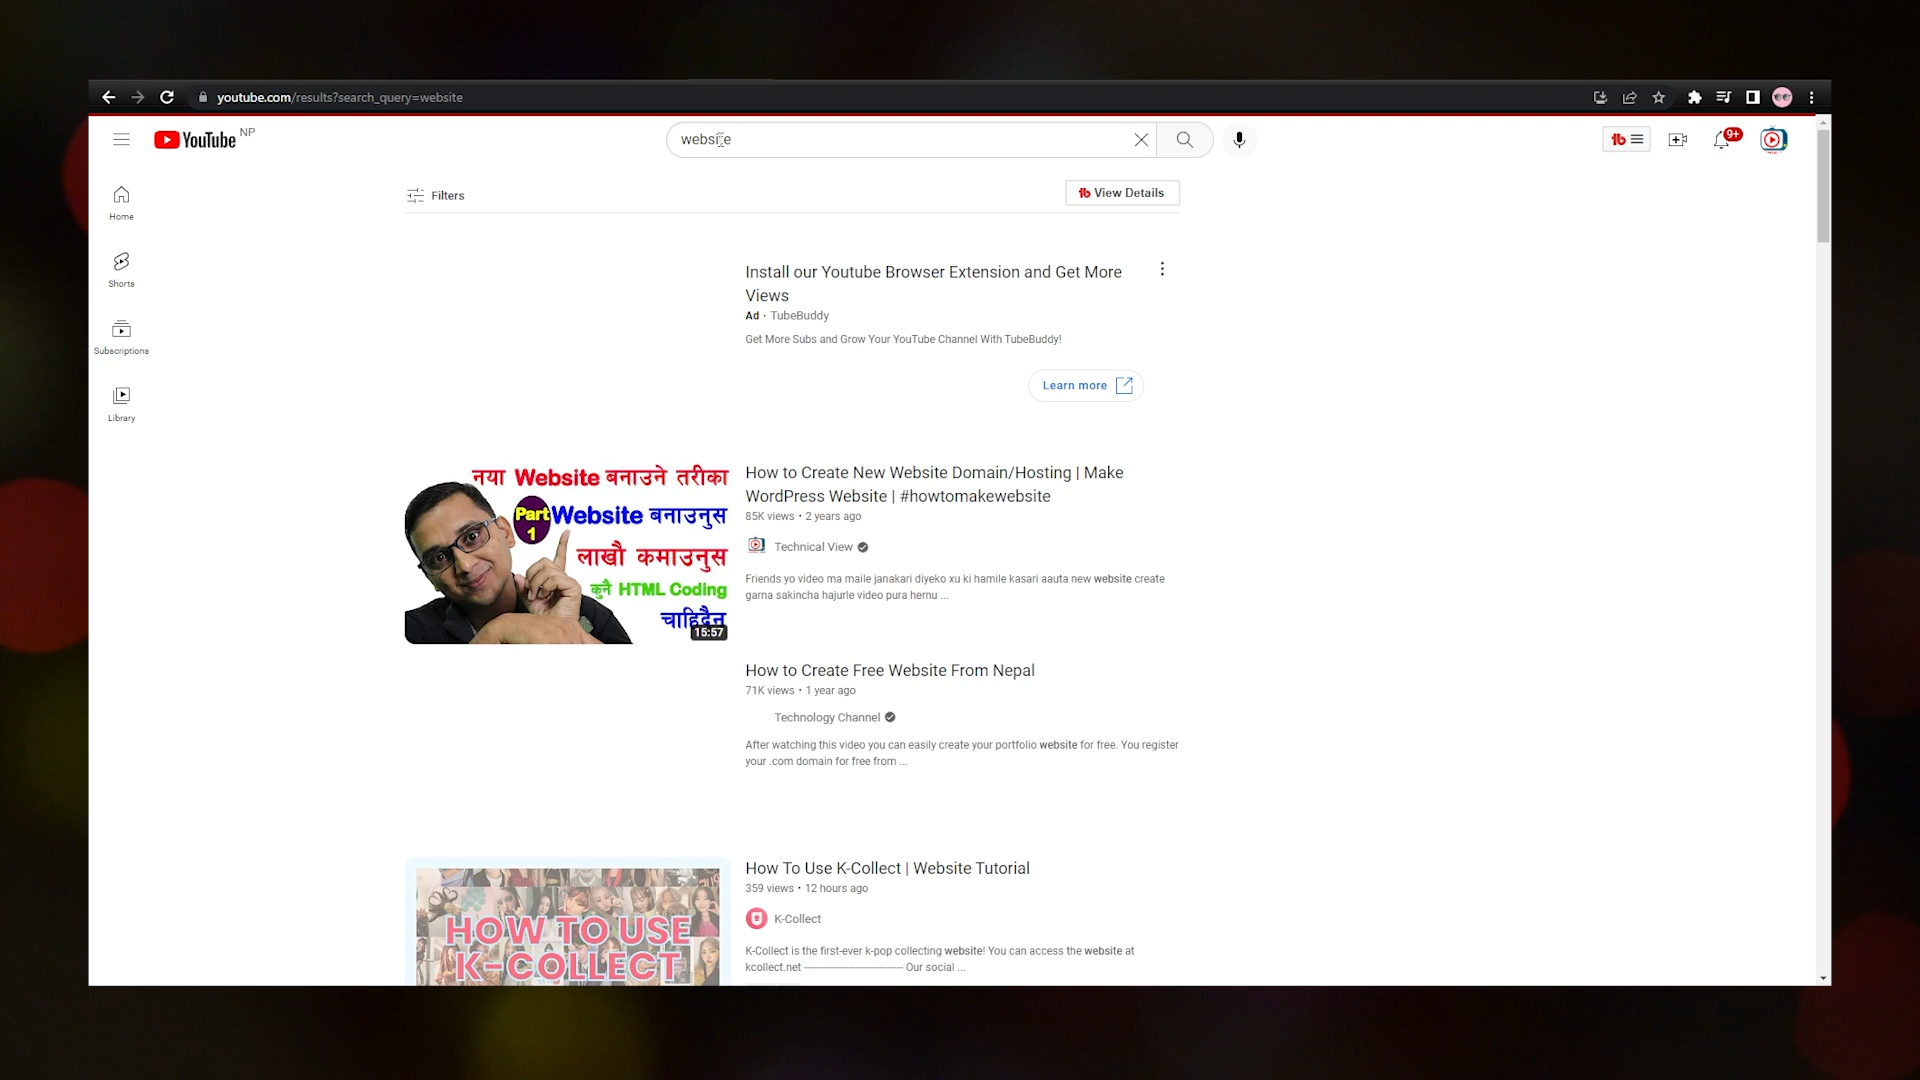 youtube.com/results?search_query=website
YouTube NP
website
9+
Filters
View Details
Home
Shorts
Subscriptions
Library
Install our Youtube Browser Extension and Get More
Views
Ad · TubeBuddy
Get More Subs and Grow Your YouTube Channel With TubeBuddy!
Learn more
नया Website बनाउने तरीका
Part 1
Website बनाउनुस
लाखौ कमाउनुस
कुनै HTML Coding
चाहिदैन
15:57
How to Create New Website Domain/Hosting | Make
WordPress Website | #howtomakewebsite
85K views • 2 years ago
Technical View
Friends yo video ma maile janakari diyeko xu ki hamile kasari aauta new website create
garna sakincha hajurle video pura hernu ...
How to Create Free Website From Nepal
71K views • 1 year ago
Technology Channel
After watching this video you can easily create your portfolio website for free. You register
your .com domain for free from ...
HOW TO USE
K-COLLECT
How To Use K-Collect | Website Tutorial
359 views • 12 hours ago
K-Collect
K-Collect is the first-ever k-pop collecting website! You can access the website at
kcollect.net ------------------------------ Our social ...